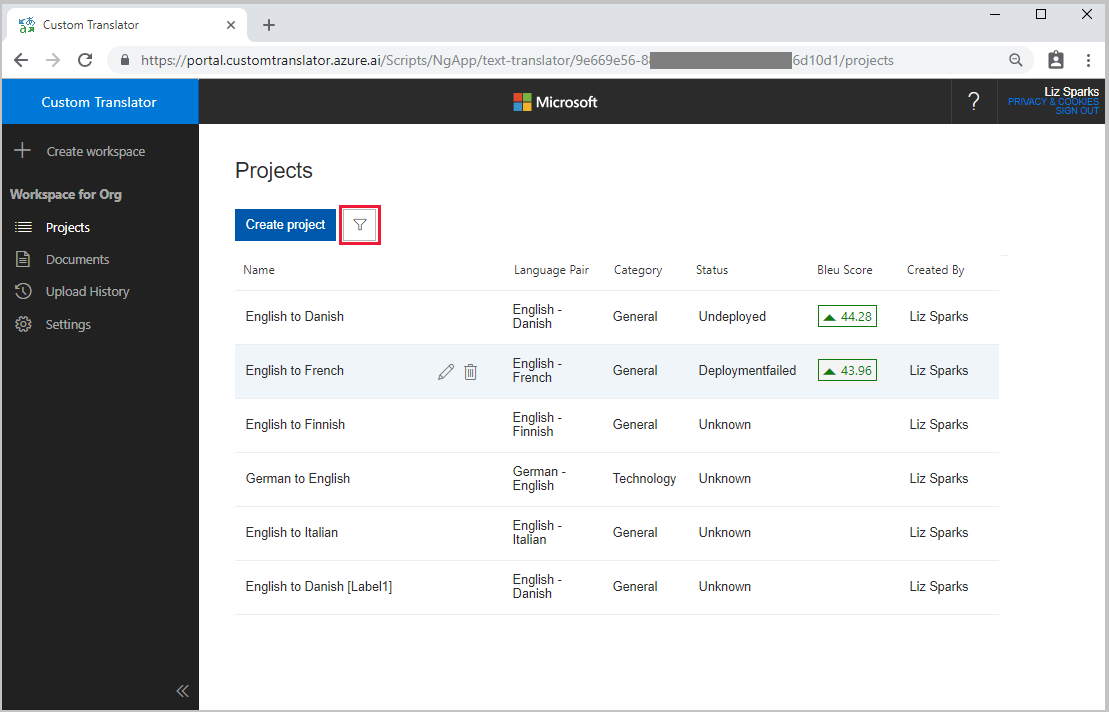 Custom Translator
https://portal.customtranslator.azure.ai/Scripts/NgApp/text-translator/9e669e56-8 6d10d1/projects
Custom Translator
Microsoft
?
Liz Sparks
PRIVACY & COOKIES
SIGN OUT
Create workspace
Workspace for Org
Projects
Documents
Upload History
Settings
Projects
Create project
Name Language Pair Category Status Bleu Score Created By
English to Danish English - Danish General Undeployed 44.28 Liz Sparks
English to French English - French General Deploymentfailed 43.96 Liz Sparks
English to Finnish English - Finnish General Unknown Liz Sparks
German to English German - English Technology Unknown Liz Sparks
English to Italian English - Italian General Unknown Liz Sparks
English to Danish [Label1] English - Danish General Unknown Liz Sparks